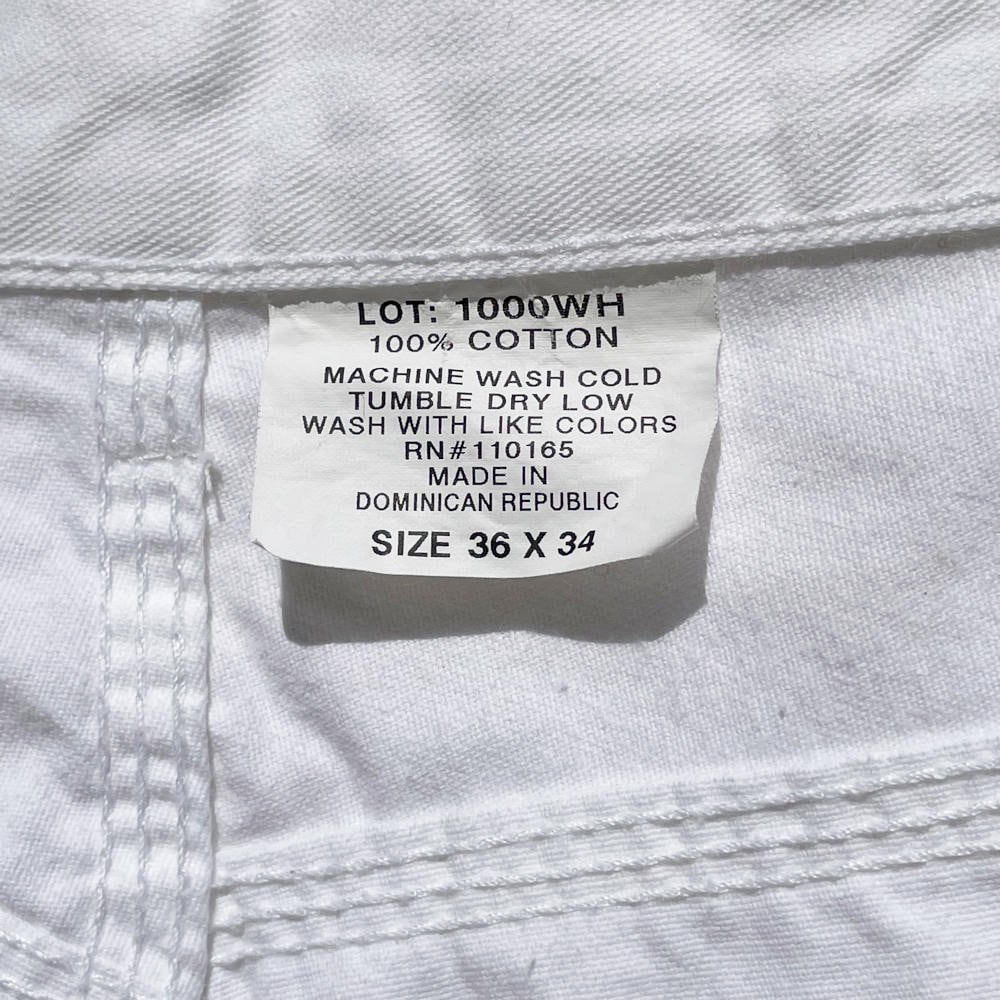 LOT: 1000WH
100% COTTON
MACHINE WASH COLD
TUMBLE DRY LOW
WASH WITH LIKE COLORS
RN#110165
MADE IN
DOMINICAN REPUBLIC
SIZE 36 X 34